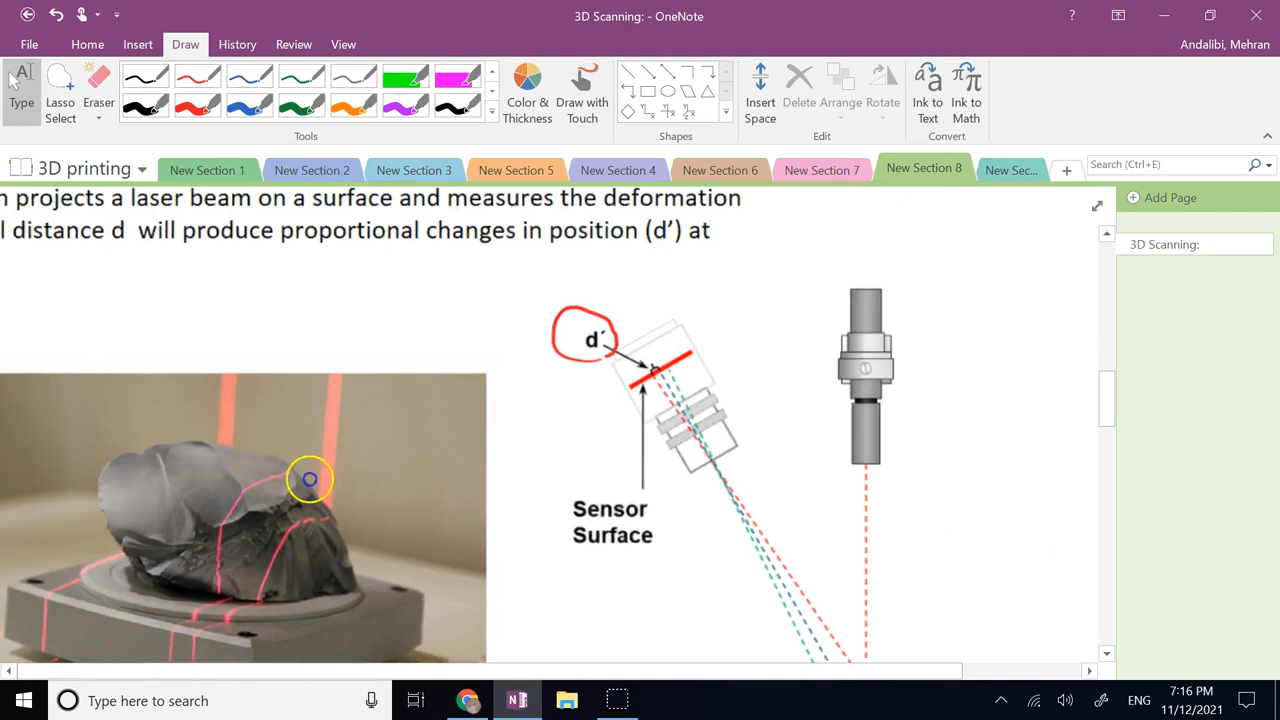 3D Scanning: - OneNote
?
File
Home
Insert
Draw
History
Review
View
Andalibi, Mehran
Type
Lasso
Select
Eraser
Color &
Thickness
Draw with
Touch
Insert
Space
Delete
Arrange
Rotate
Ink to
Text
Ink to
Math
Tools
Shapes
Edit
Convert
3D printing
New Section 1
New Section 2
New Section 3
New Section 5
New Section 4
New Section 6
New Section 7
New Section 8
New Sec...
Search (Ctrl+E)
Add Page
3D Scanning:
n projects a laser beam on a surface and measures the deformation
l distance d will produce proportional changes in position (d’) at
d´
Sensor
Surface
Type here to search
ENG
7:16 PM
11/12/2021